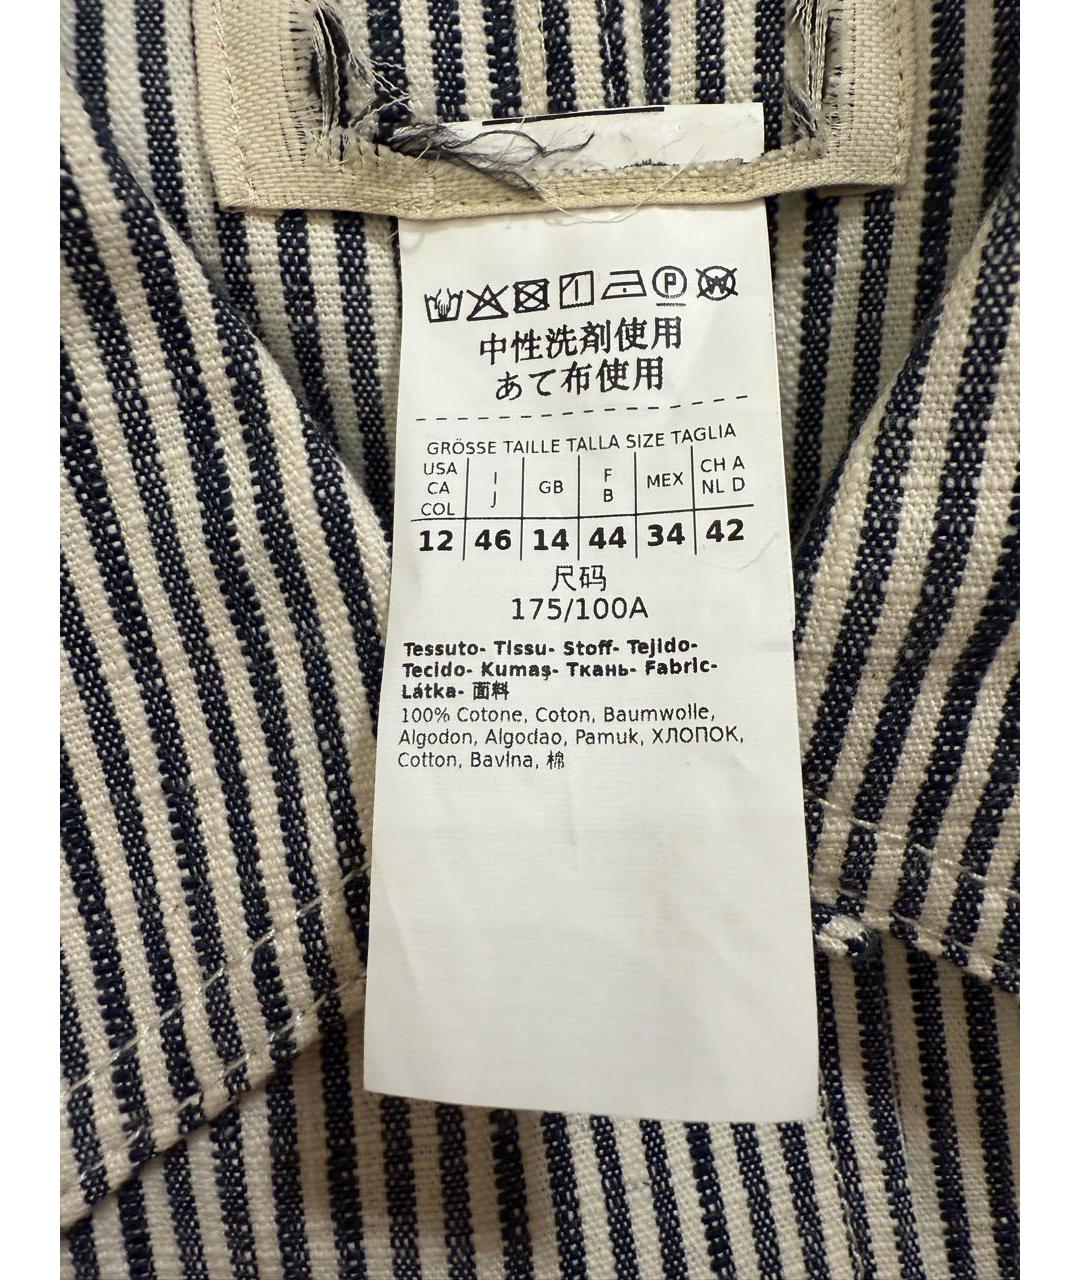 P W
中性洗剤使用
あて布使用
GRÖSSE TAILLE TALLA SIZE TAGLIA
USA CA COL | I J | GB | F B | MEX | CH A NL D
12 | 46 | 14 | 44 | 34 | 42
尺码
175/100A
Tessuto- Tissu- Stoff- Tejido-
Tecido- Kumaş- Ткань- Fabric-
Látka- 面料
100% Cotone, Coton, Baumwolle,
Algodon, Algodao, Pamuk, ХЛОПОК,
Cotton, Bavlna, 棉